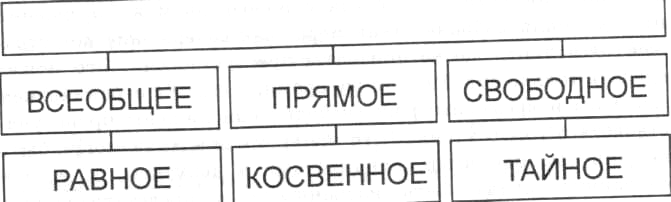 ВСЕОБЩЕЕ ПРЯМОЕ СВОБОДНОЕ
РАВНОЕ КОСВЕННОЕ ТАЙНОЕ